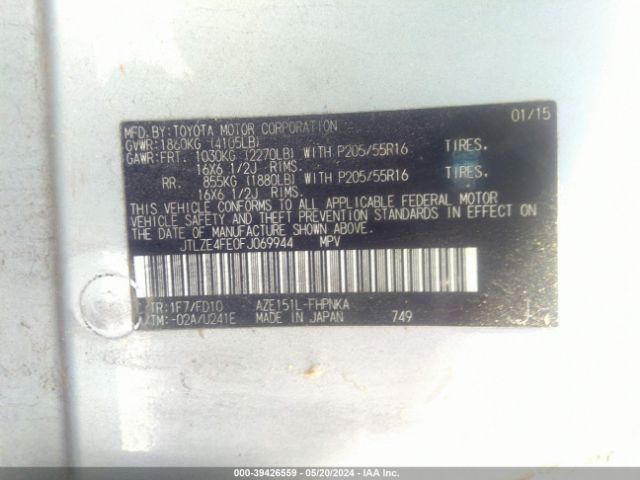 MFD. BY: TOYOTA MOTOR CORPORATION 01/15
GVWR: 1860KG (4105LB)
GAWR: FRT. 1030KG (2270LB) WITH P205/55R16 TIRES.
16X6 1/2J RIMS.
RR. 855KG (1880LB) WITH P205/55R16 TIRES.
16X6 1/2J RIMS.
THIS VEHICLE CONFORMS TO ALL APPLICABLE FEDERAL MOTOR
VEHICLE SAFETY AND THEFT PREVENTION STANDARDS IN EFFECT ON
THE DATE OF MANUFACTURE SHOWN ABOVE.
JTLZE4FE0FJ069944 MPV
/TR: 1F7/FD10 AZE151L-FHPNKA
/TM: -02A/U241E MADE IN JAPAN 749
000-39426559 - 05/20/2024 - IAA Inc.